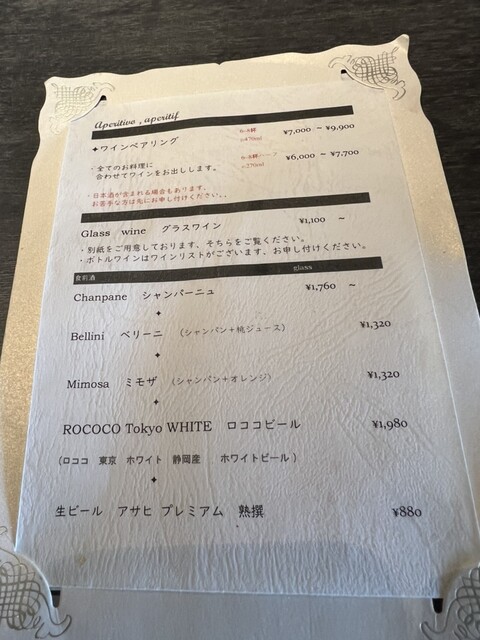 Aperitivo , aperitif
✦ワインペアリング
¥7,000 ～ ¥9,900
・全てのお料理に
合わせてワインをお出しします。
¥6,000 ～ ¥7,700
・日本酒が含まれる場合もあります。
お苦手な方は先にお申し付けください。
Glass wine グラスワイン ¥1,100 ～
・別紙をご用意しております、そちらをご覧ください。
・ボトルワインはワインリストがございます、お申し付けください。
食前酒 glass
Chanpane シャンパーニュ ¥1,760 ～
✦
Bellini ベリーニ （シャンパン+桃ジュース） ¥1,320
✦
Mimosa ミモザ （シャンパン+オレンジ） ¥1,320
✦
ROCOCO Tokyo WHITE ロココビール ¥1,980
（ロココ 東京 ホワイト 静岡産 ホワイトビール）
✦
生ビール アサヒ プレミアム 熟撰 ¥880